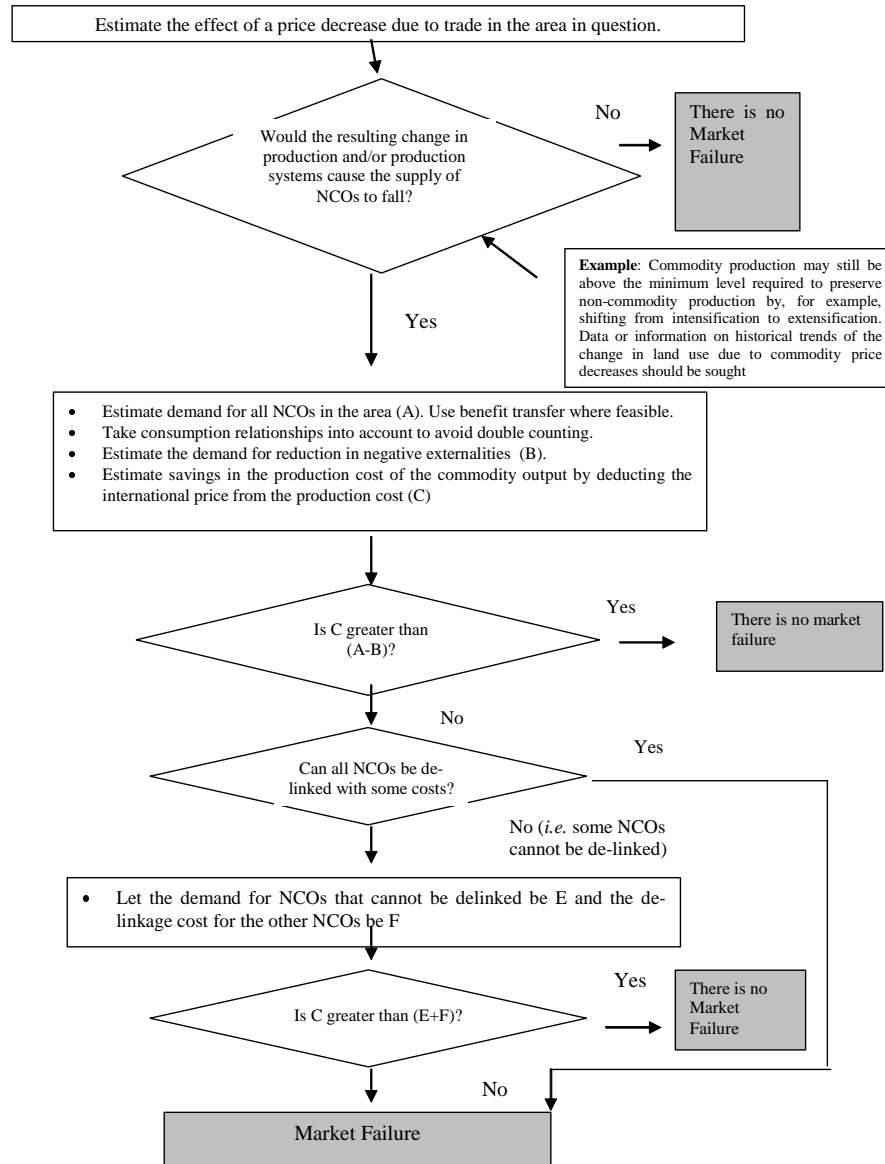 Estimate the effect of a price decrease due to trade in the area in question.
No
There is no
Market
Failure
Would the resulting change in
production and/or production
systems cause the supply of
NCOs to fall?
Example: Commodity production may still be
above the minimum level required to preserve
non-commodity production by, for example,
shifting from intensification to extensification.
Data or information on historical trends of the
change in land use due to commodity price
decreases should be sought
Yes
• Estimate demand for all NCOs in the area (A). Use benefit transfer where feasible.
• Take consumption relationships into account to avoid double counting.
• Estimate the demand for reduction in negative externalities (B).
• Estimate savings in the production cost of the commodity output by deducting the
international price from the production cost (C)
Is C greater than
(A-B)?
Yes
There is no market
failure
No
Can all NCOs be de-
linked with some costs?
Yes
No (i.e. some NCOs
cannot be de-linked)
• Let the demand for NCOs that cannot be delinked be E and the de-
linkage cost for the other NCOs be F
Is C greater than (E+F)?
Yes
There is no
Market
Failure
No
Market Failure